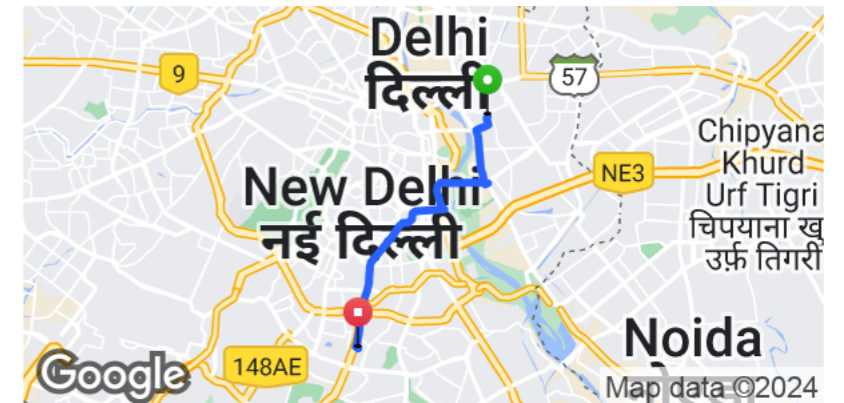 Delhi
दिल्ली
9
57
Chipyana
Khurd
Urf Tigri
चिपयाना ख
उर्फ़ तिगरी
NE3
New Delhi
नई दिल्ली
148AE
Noida
Google
Map data ©2024